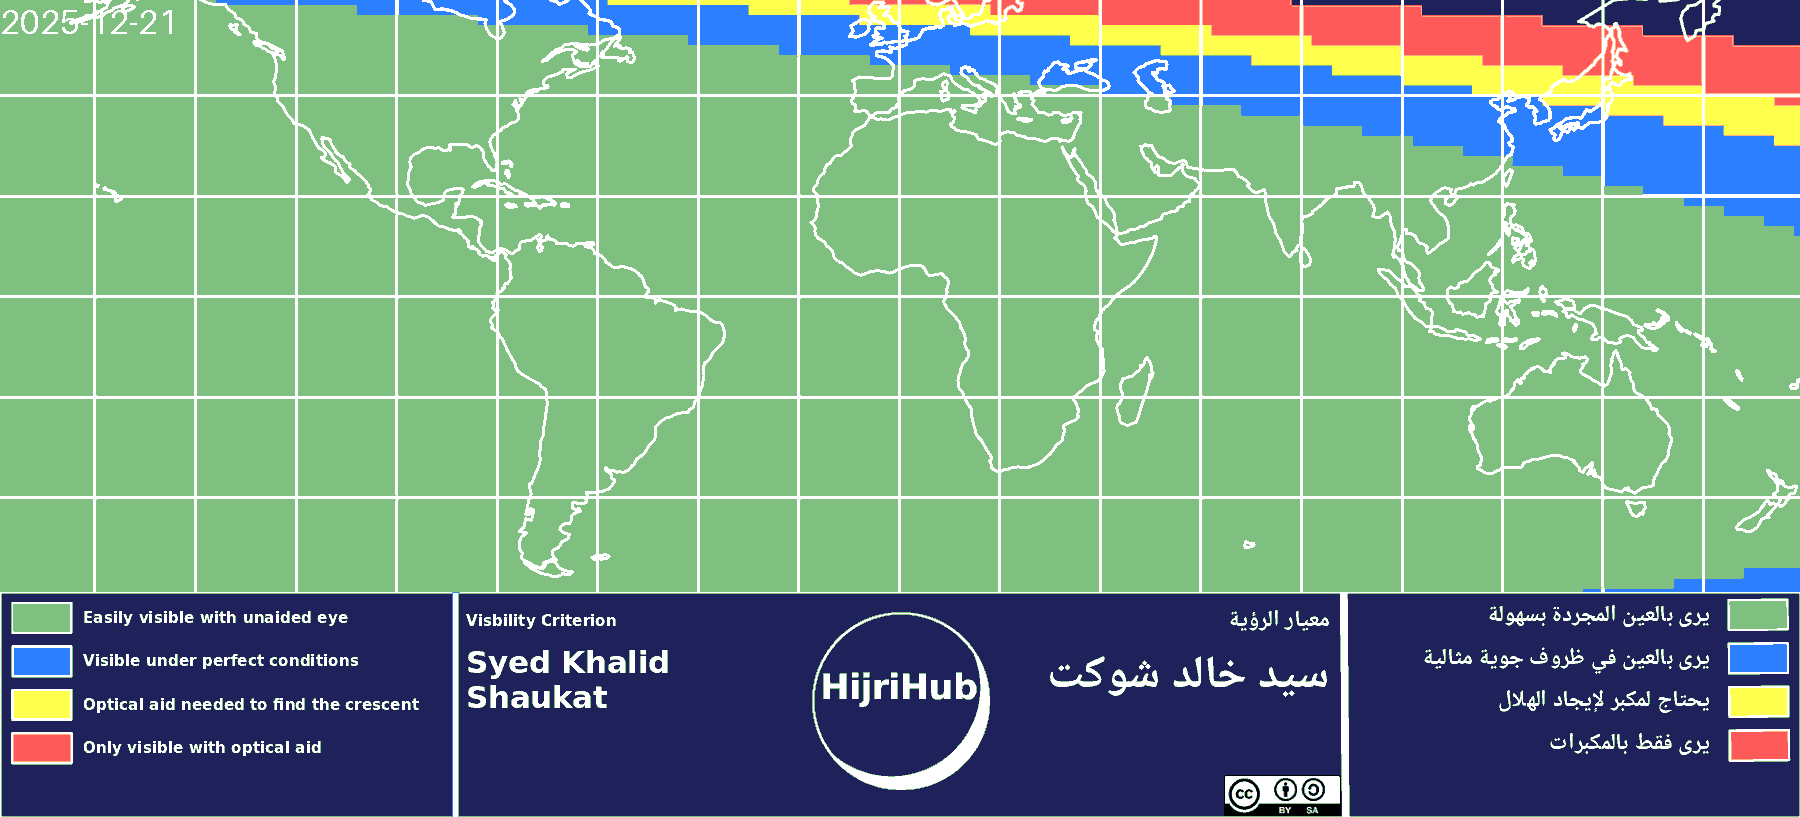 2025-12-21
Easily visible with unaided eye
Visible under perfect conditions
Optical aid needed to find the crescent
Only visible with optical aid
Visbility Criterion
Syed Khalid
Shaukat
HijriHub
معيار الرؤية
سيد خالد شوكت
cc BY SA
يرى بالعين المجردة بسهولة
يرى بالعين في ظروف جوية مثالية
يحتاج لمكبر لإيجاد الهلال
يرى فقط بالمكبرات